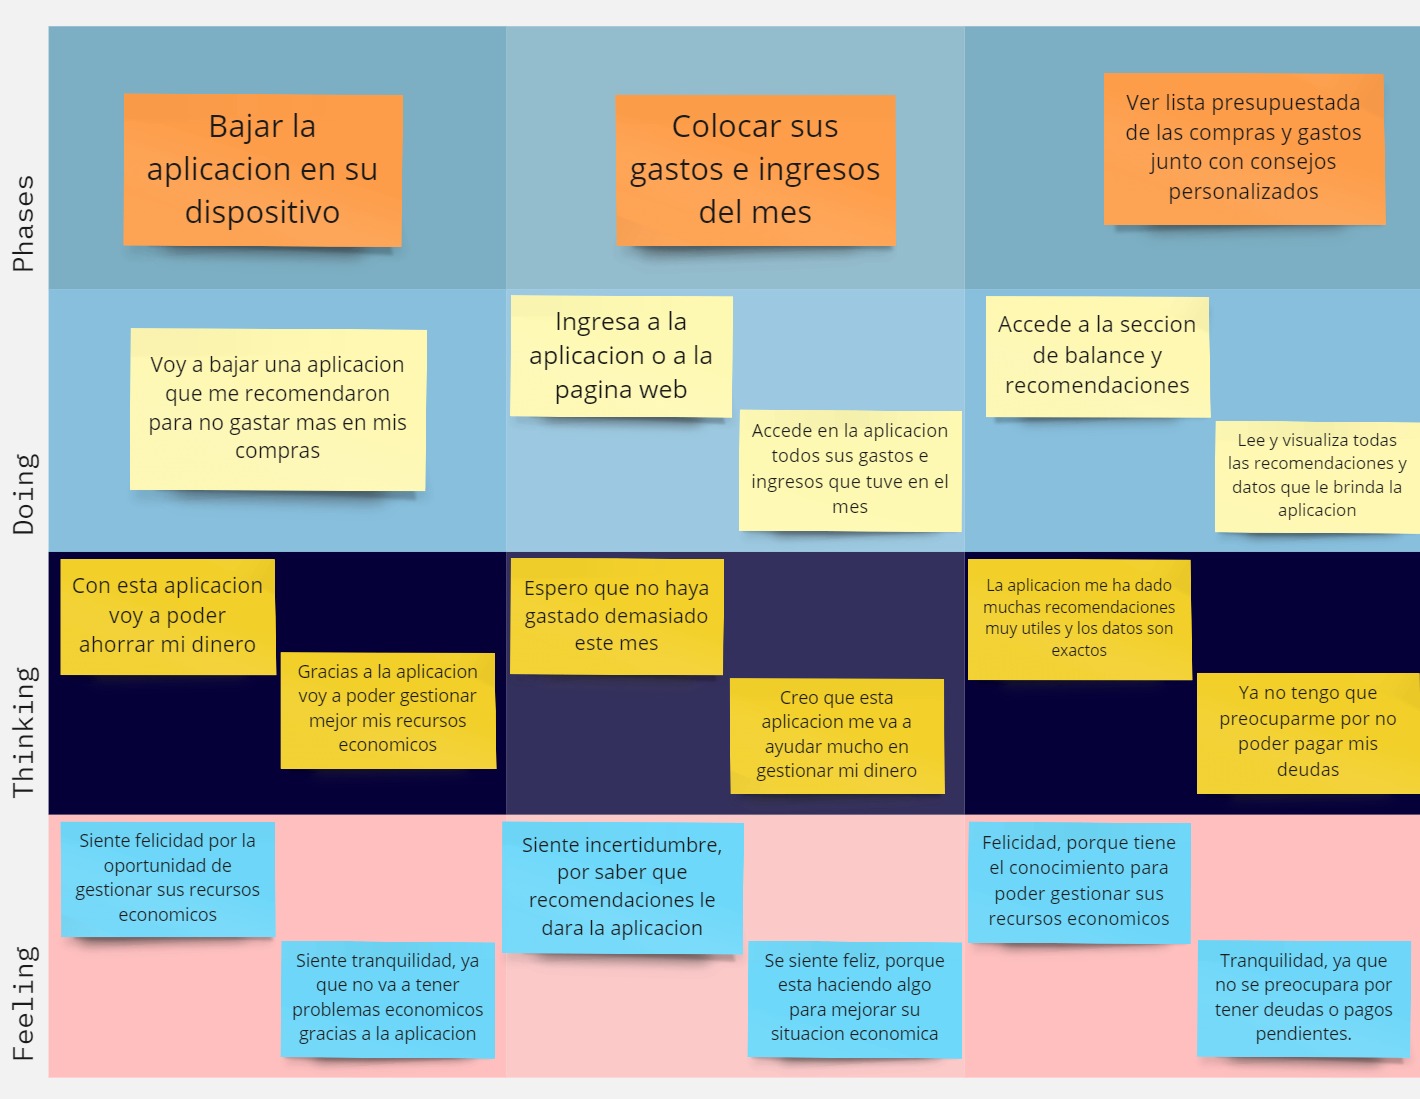 Phases
Bajar la
aplicacion en su
dispositivo
Colocar sus
gastos e ingresos
del mes
Ver lista presupuestada
de las compras y gastos
junto con consejos
personalizados
Doing
Voy a bajar una aplicacion
que me recomendaron
para no gastar mas en mis
compras
Ingresa a la
aplicacion o a la
pagina web
Accede en la aplicacion
todos sus gastos e
ingresos que tuve en el
mes
Accede a la seccion
de balance y
recomendaciones
Lee y visualiza todas
las recomendaciones y
datos que le brinda la
aplicacion
Thinking
Con esta aplicacion
voy a poder
ahorrar mi dinero
Gracias a la aplicacion
voy a poder gestionar
mejor mis recursos
economicos
Espero que no haya
gastado demasiado
este mes
Creo que esta
aplicacion me va a
ayudar mucho en
gestionar mi dinero
La aplicacion me ha dado
muchas recomendaciones
muy utiles y los datos son
exactos
Ya no tengo que
preocuparme por no
poder pagar mis
deudas
Feeling
Siente felicidad por la
oportunidad de
gestionar sus recursos
economicos
Siente tranquilidad, ya
que no va a tener
problemas economicos
gracias a la aplicacion
Siente incertidumbre,
por saber que
recomendaciones le
dara la aplicacion
Se siente feliz, porque
esta haciendo algo
para mejorar su
situacion economica
Felicidad, porque tiene
el conocimiento para
poder gestionar sus
recursos economicos
Tranquilidad, ya que
no se preocupara por
tener deudas o pagos
pendientes.